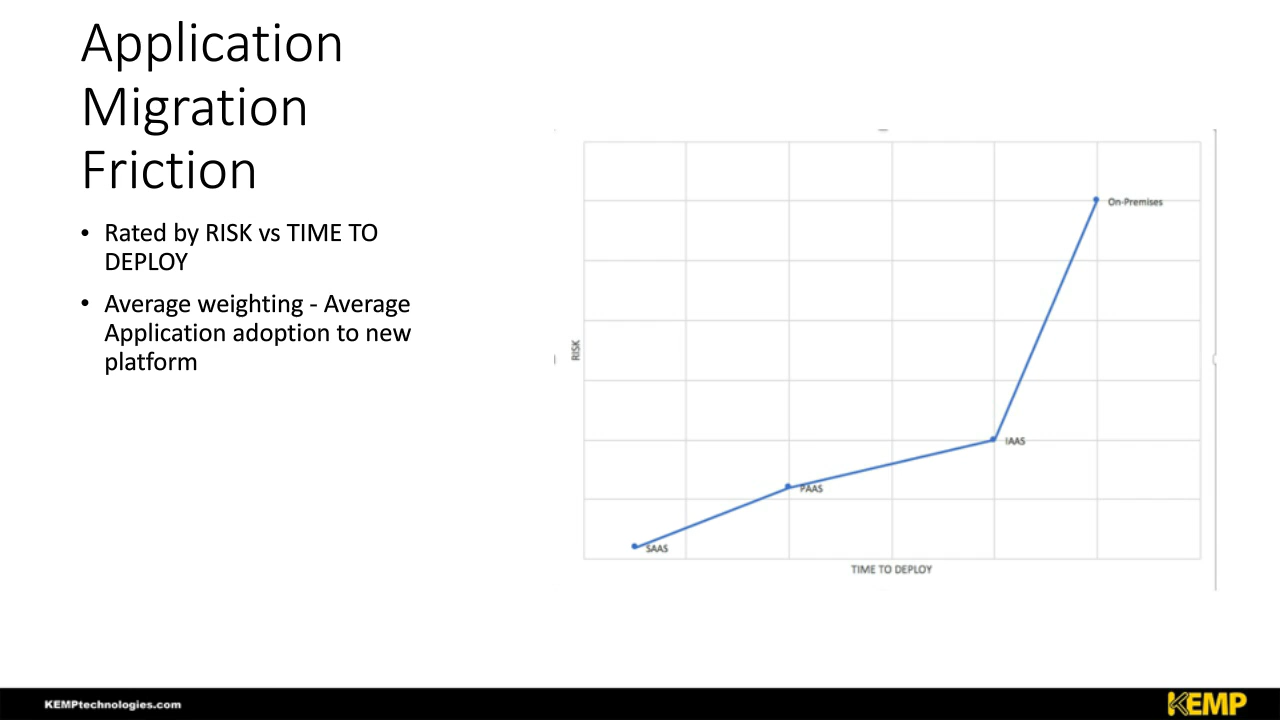 Application
Migration
Friction
• Rated by RISK vs TIME TO
DEPLOY
• Average weighting - Average
Application adoption to new
platform
On-Premises
RISK
IAAS
PAAS
SAAS
TIME TO DEPLOY
KEMPtechnologies.com
KEMP